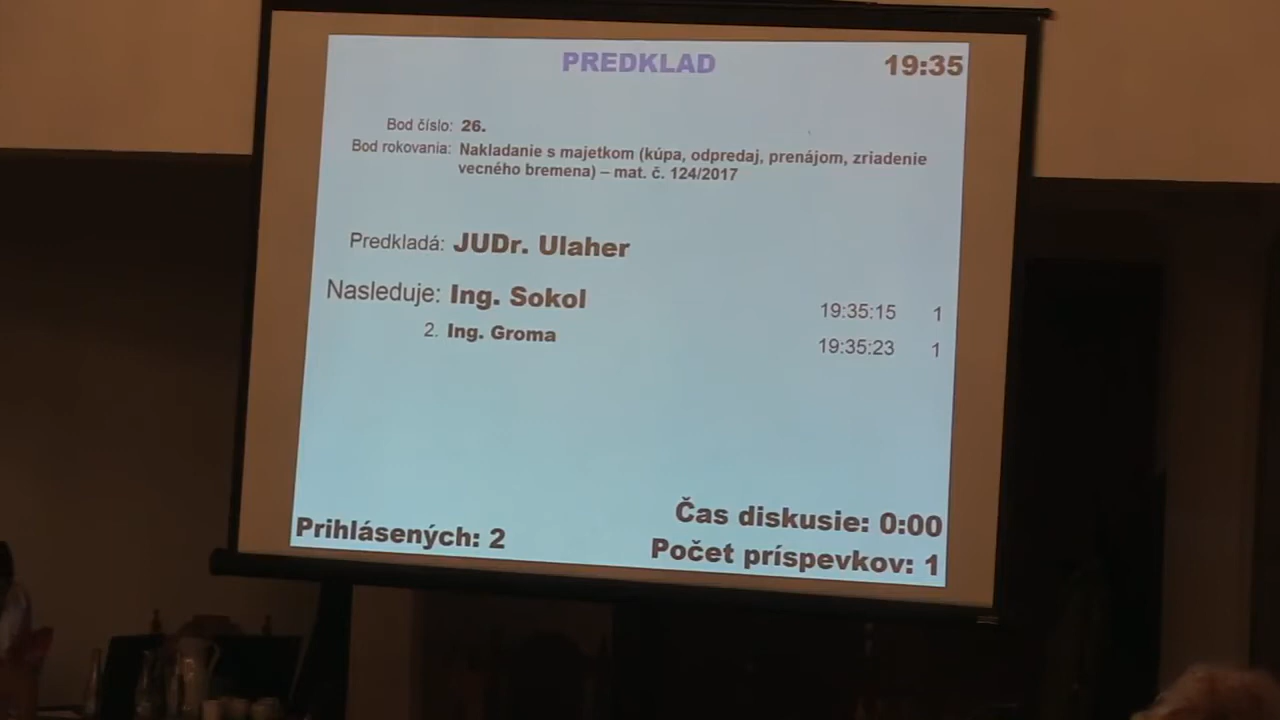 PREDKLAD 19:35
Bod číslo: 26.
Bod rokovania: Nakladanie s majetkom (kúpa, odpredaj, prenájom, zriadenie
vecného bremena) – mat. č. 124/2017
Predkladá: JUDr. Ulaher
Nasleduje: Ing. Sokol 19:35:15 1
2. Ing. Groma 19:35:23 1
Čas diskusie: 0:00
Prihlásených: 2
Počet príspevkov: 1